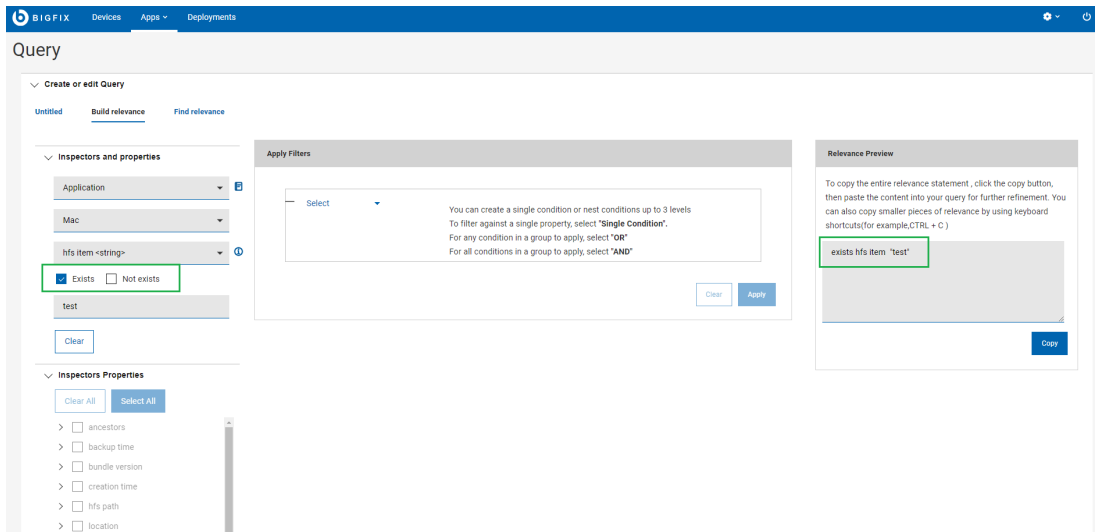 BIGFIX Devices Apps Deployments
Query
Create or edit Query
Untitled Build relevance Find relevance
Inspectors and properties
Application
Mac
hfs item <string>
Exists Not exists
test
Clear
Inspectors Properties
Clear All Select All
ancestors
backup time
bundle version
creation time
hfs path
location
Apply Filters
Select
You can create a single condition or nest conditions up to 3 levels
To filter against a single property, select "Single Condition".
For any condition in a group to apply, select "OR"
For all conditions in a group to apply, select "AND"
Clear Apply
Relevance Preview
To copy the entire relevance statement , click the copy button,
then paste the content into your query for further refinement. You
can also copy smaller pieces of relevance by using keyboard
shortcuts(for example,CTRL + C )
exists hfs item "test"
Copy